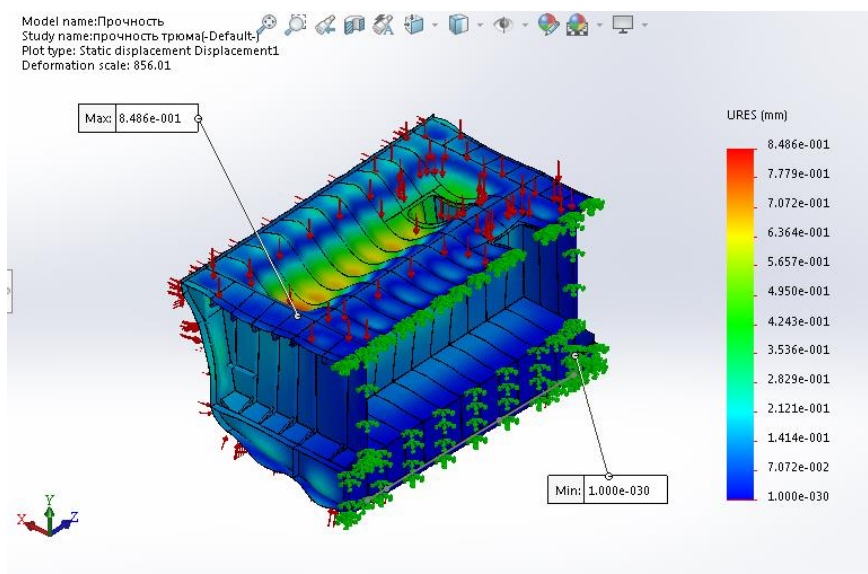 Model name:Прочность
Study name:прочность трюма(-Default-)
Plot type: Static displacement Displacement1
Deformation scale: 856.01
Max: 8.486e-001
URES (mm)
8.486e-001
7.779e-001
7.072e-001
6.364e-001
5.657e-001
4.950e-001
4.243e-001
3.536e-001
2.829e-001
2.121e-001
1.414e-001
7.072e-002
1.000e-030
Min: 1.000e-030
Y
X
Z